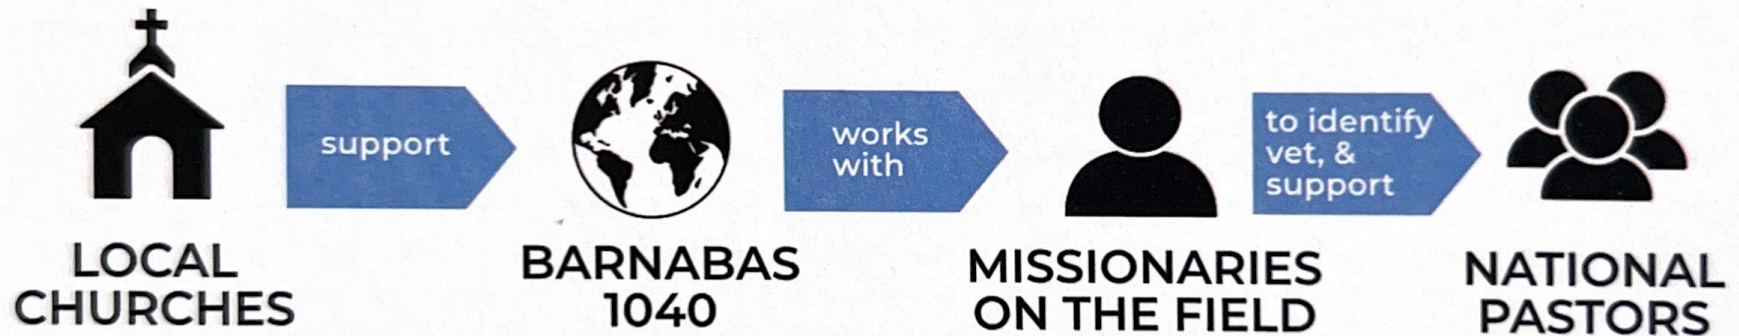 support
works
with
to identify
vet, &
support
LOCAL
CHURCHES
BARNABAS
1040
MISSIONARIES
ON THE FIELD
NATIONAL
PASTORS